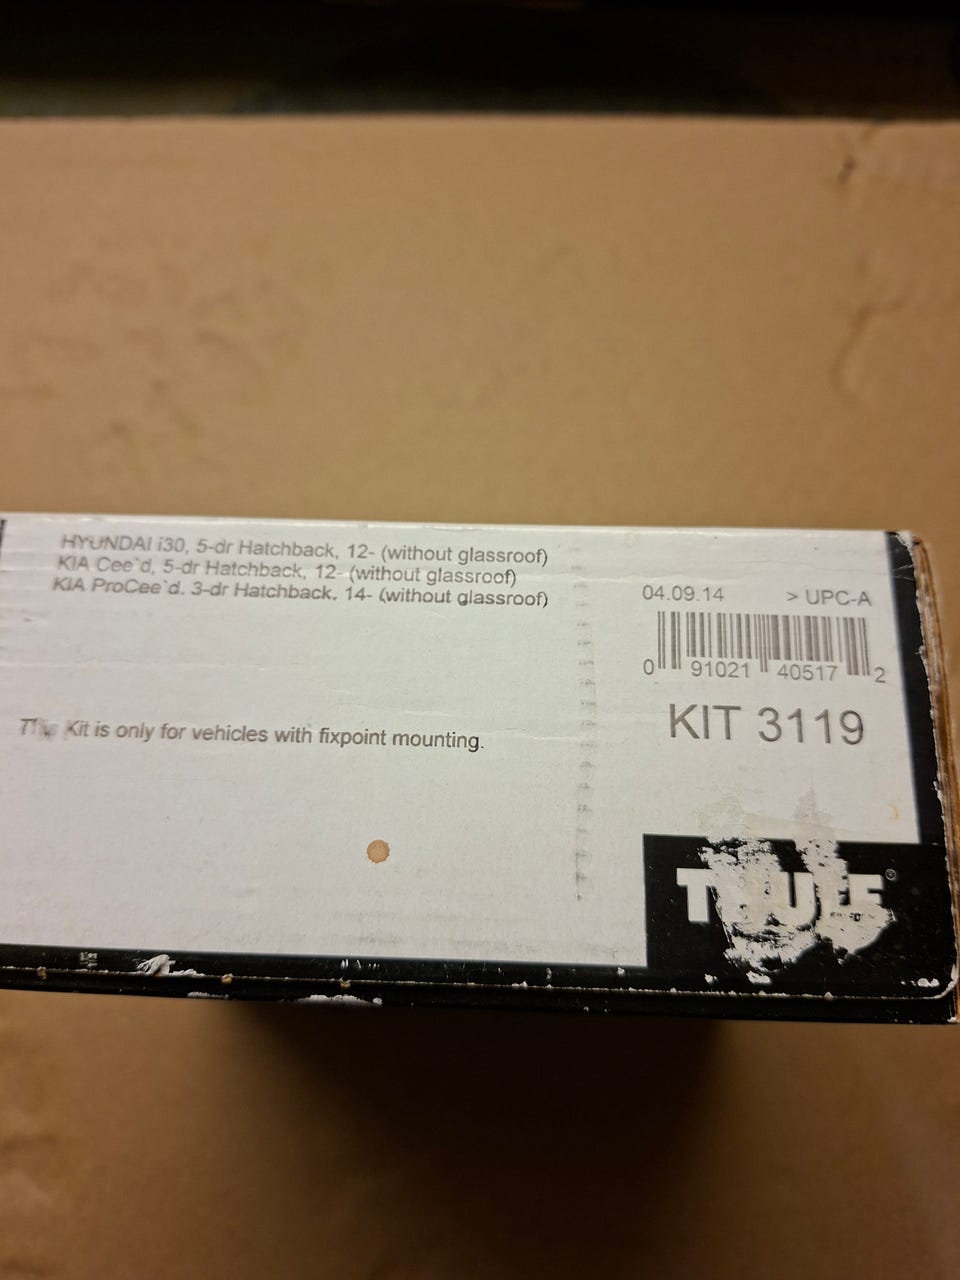 HYUNDAI i30, 5-dr Hatchback, 12- (without glassroof)
KIA Cee`d, 5-dr Hatchback, 12- (without glassroof)
KIA ProCee`d. 3-dr Hatchback. 14- (without glassroof)
04.09.14 > UPC-A
0 91021 40517 2
KIT 3119
Kit is only for vehicles with fixpoint mounting.
THULE®